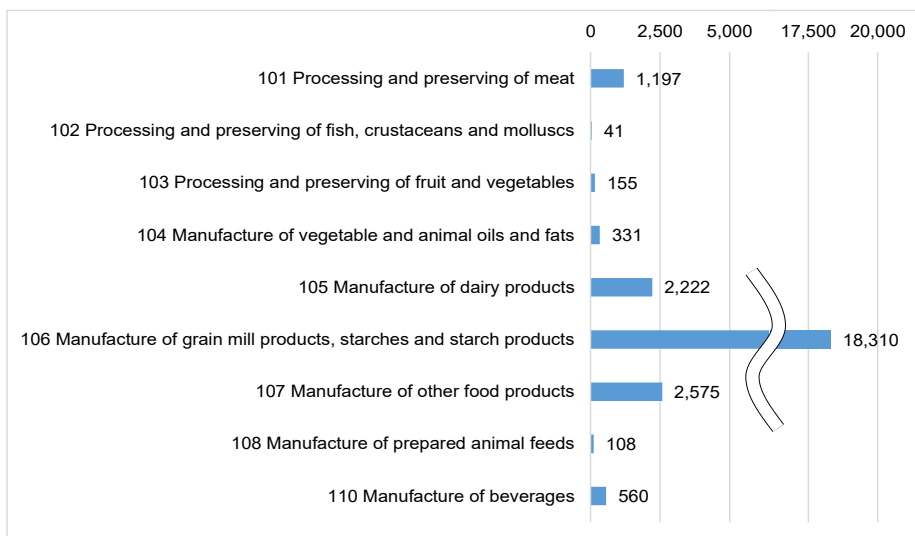 0 2,500 5,000 17,500 20,000
101 Processing and preserving of meat 1,197
102 Processing and preserving of fish, crustaceans and molluscs 41
103 Processing and preserving of fruit and vegetables 155
104 Manufacture of vegetable and animal oils and fats 331
105 Manufacture of dairy products 2,222
106 Manufacture of grain mill products, starches and starch products 18,310
107 Manufacture of other food products 2,575
108 Manufacture of prepared animal feeds 108
110 Manufacture of beverages 560